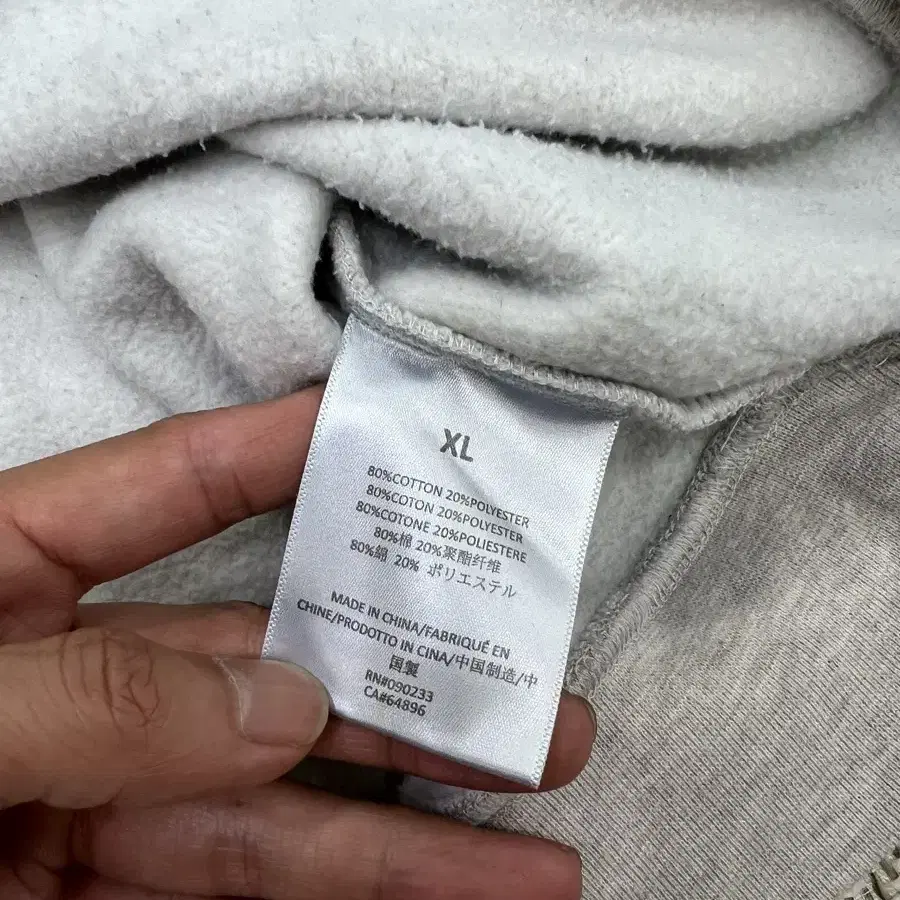 XL
80%COTTON 20%POLYESTER
80%COTON 20%POLYESTER
80%COTONE 20%POLIESTERE
80%棉 20%聚酯纤维
80%綿 20% ポリエステル
MADE IN CHINA/FABRIQUÉ EN
CHINE/PRODOTTO IN CINA/中国制造/中
国製
RN#090233
CA#64896